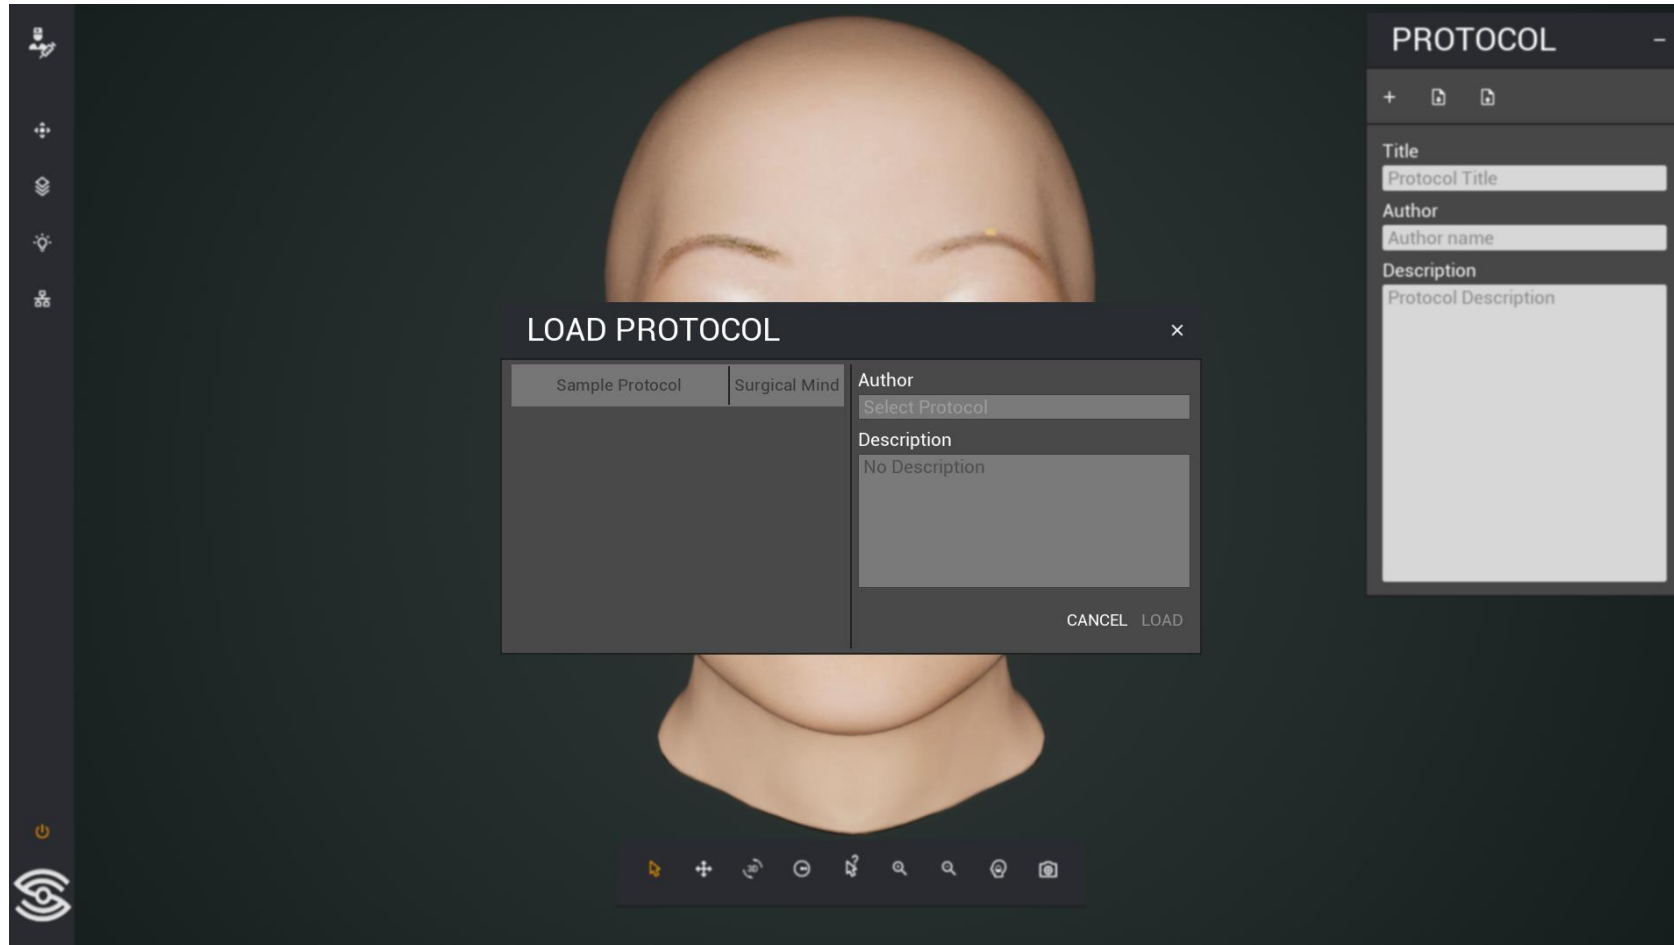 PROTOCOL
Title
Protocol Title
Author
Author name
Description
Protocol Description
LOAD PROTOCOL
Sample Protocol Surgical Mind
Author
Select Protocol
Description
No Description
CANCEL LOAD
3D